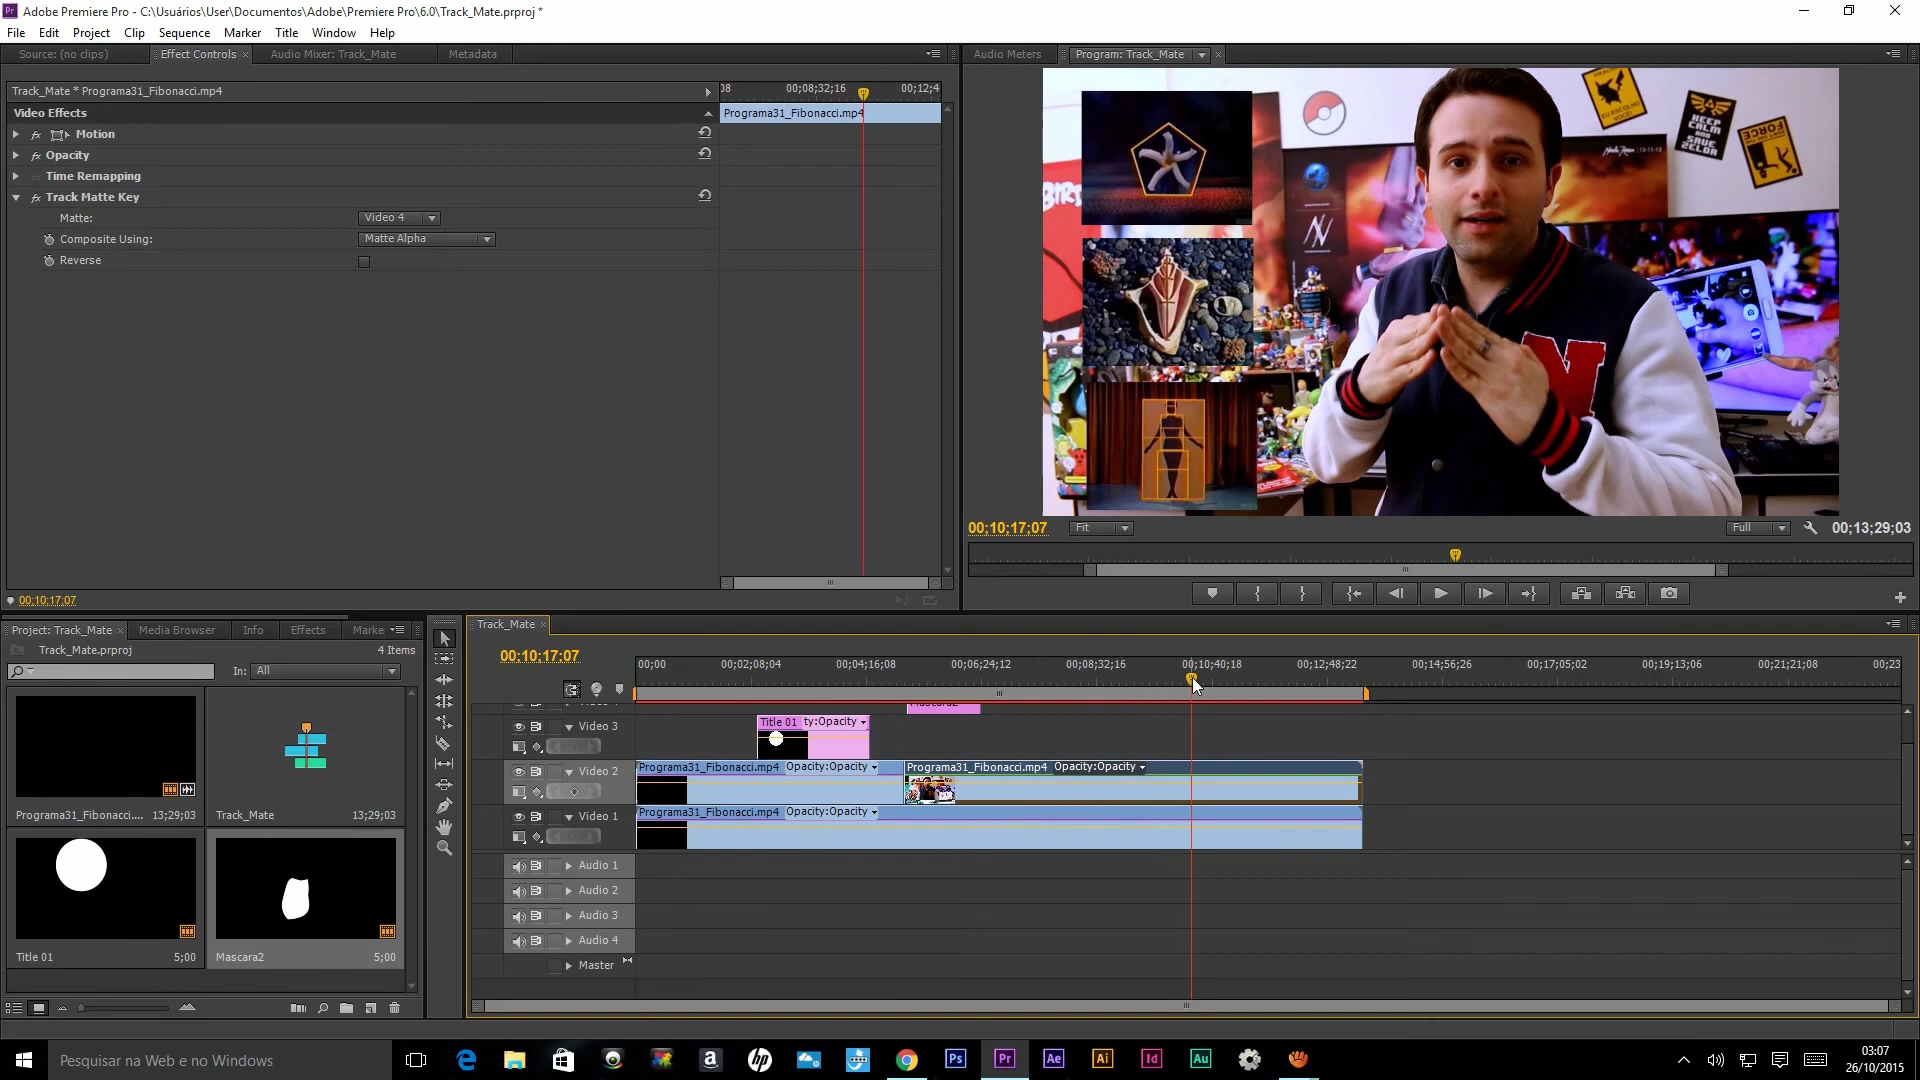 Adobe Premiere Pro - C:\Usuários\User\Documentos\Adobe\Premiere Pro\6.0\Track_Mate.prproj *
File Edit Project Clip Sequence Marker Title Window Help
Source: (no clips) Effect Controls Audio Mixer: Track_Mate Metadata
Audio Meters Program: Track_Mate
Track_Mate * Programa31_Fibonacci.mp4
00;08;32;16 00;12;4
Video Effects
Programa31_Fibonacci.mp4
Motion
Opacity
Time Remapping
Track Matte Key
Matte: Video 4
Composite Using: Matte Alpha
Reverse
EU ESCOLHO
KEEP CALM AND SAVE ZELDA
FORCE
N
00;10;17;07 Fit Full 00;13;29;03
00;10;17;07
Project: Track_Mate Media Browser Info Effects Marke
Track_Mate.prproj 4 Items
In: All
Programa31_Fibonacci.... 13;29;03
Track_Mate 13;29;03
Title 01 5;00
Mascara2 5;00
Track_Mate
00;10;17;07
00;00 00;02;08;04 00;04;16;08 00;06;24;12 00;08;32;16 00;10;40;18 00;12;48;22 00;14;56;26 00;17;05;02 00;19;13;06 00;21;21;08 00;23
Mascara2
Video 3 Title 01 ty:Opacity
Video 2 Programa31_Fibonacci.mp4 Opacity:Opacity Programa31_Fibonacci.mp4 Opacity:Opacity
Video 1 Programa31_Fibonacci.mp4 Opacity:Opacity
Audio 1
Audio 2
Audio 3
Audio 4
Master
Pesquisar na Web e no Windows
a hp Ps Pr Ae Ai Id Au
03:07
26/10/2015